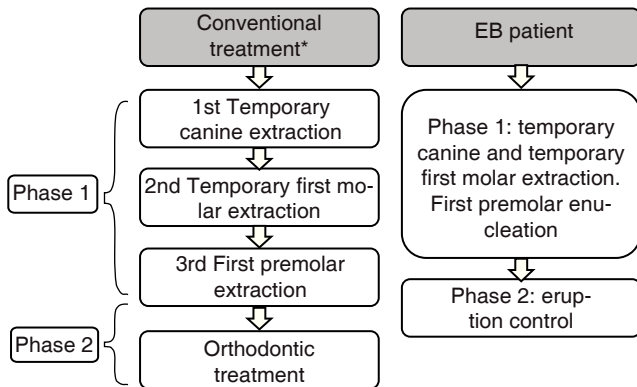 Conventional
treatment*
1st Temporary
canine extraction
Phase 1
2nd Temporary first mo-
lar extraction
3rd First premolar
extraction
Phase 2
Orthodontic
treatment
EB patient
Phase 1: temporary
canine and temporary
first molar extraction.
First premolar enu-
cleation
Phase 2: erup-
tion control